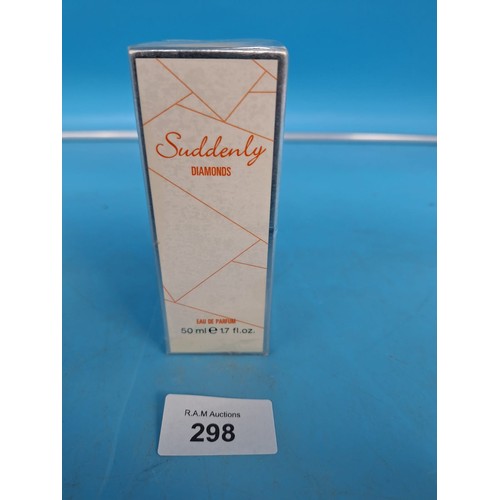 Suddenly
DIAMONDS
EAU DE PARFUM
50 ml ℮ 1.7 fl.oz.
R.A.M Auctions
298